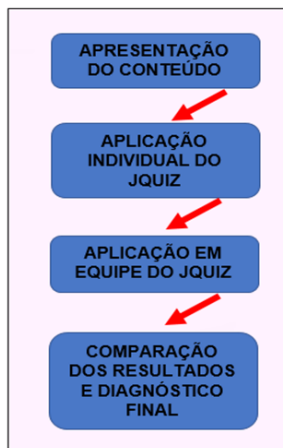 APRESENTAÇÃO
DO CONTEÚDO
APLICAÇÃO
INDIVIDUAL DO
JQUIZ
APLICAÇÃO EM
EQUIPE DO JQUIZ
COMPARAÇÃO
DOS RESULTADOS
E DIAGNÓSTICO
FINAL